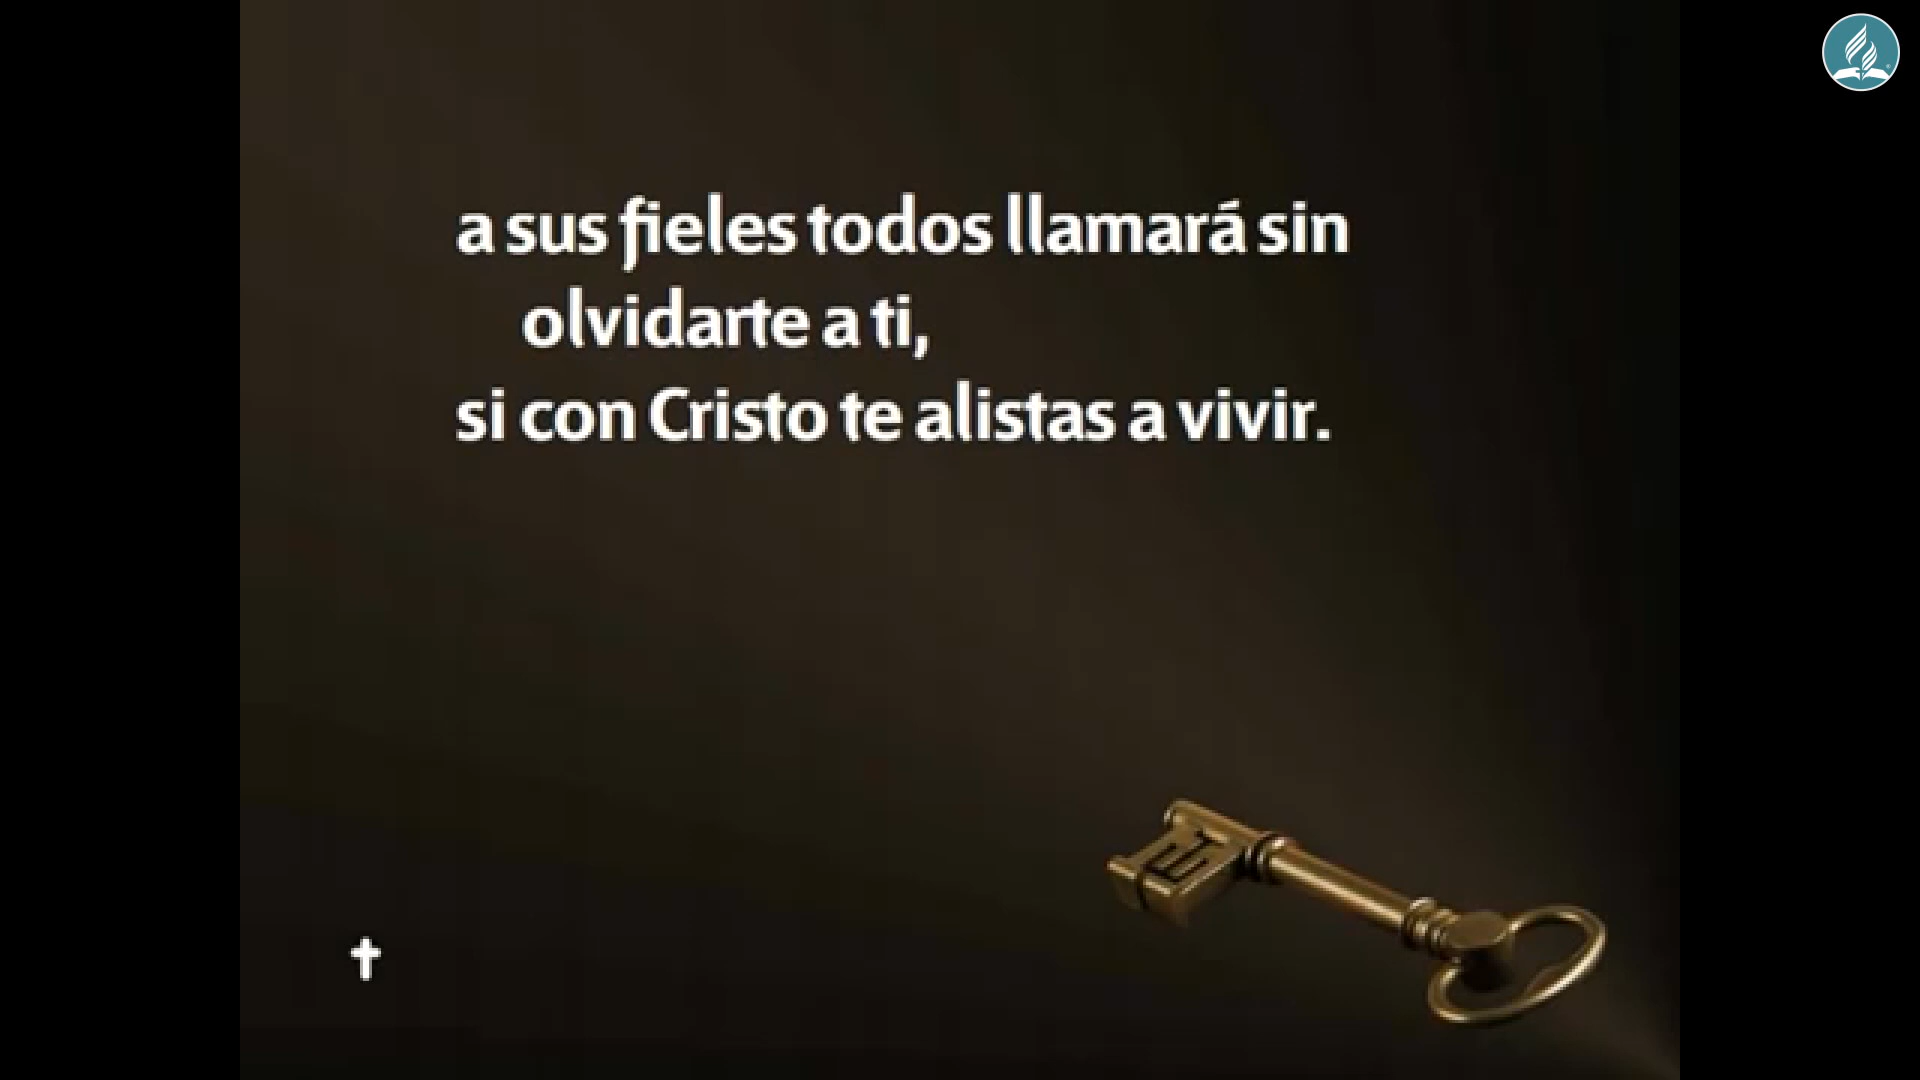 a sus fieles todos llamará sin
olvidarte a ti,
si con Cristo te alistas a vivir.